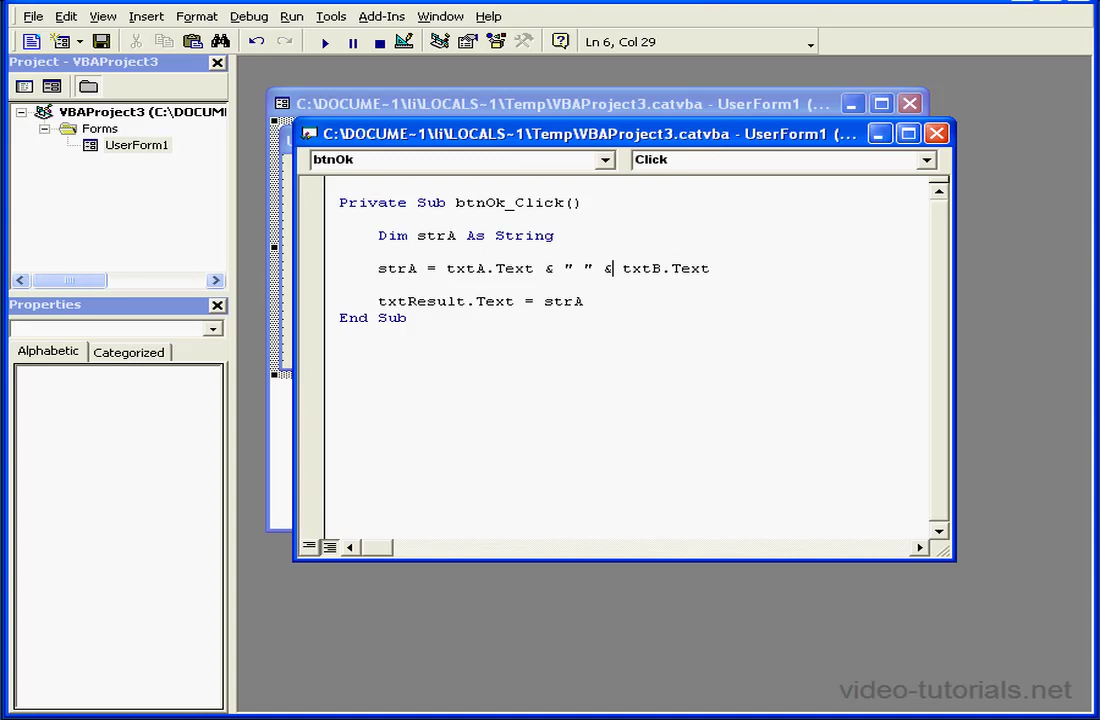 File Edit View Insert Format Debug Run Tools Add-Ins Window Help
Ln 6, Col 29
Project - VBAProject3
VBAProject3 (C:\DOCUMI
Forms
UserForm1
Properties
Alphabetic Categorized
C:\DOCUME~1\li\LOCALS~1\Temp\VBAProject3.catvba - UserForm1 (...
C:\DOCUME~1\li\LOCALS~1\Temp\VBAProject3.catvba - UserForm1 (...
btnOk Click
Private Sub btnOk_Click()
Dim strA As String
strA = txtA.Text & " " & txtB.Text
txtResult.Text = strA
End Sub
video-tutorials.net